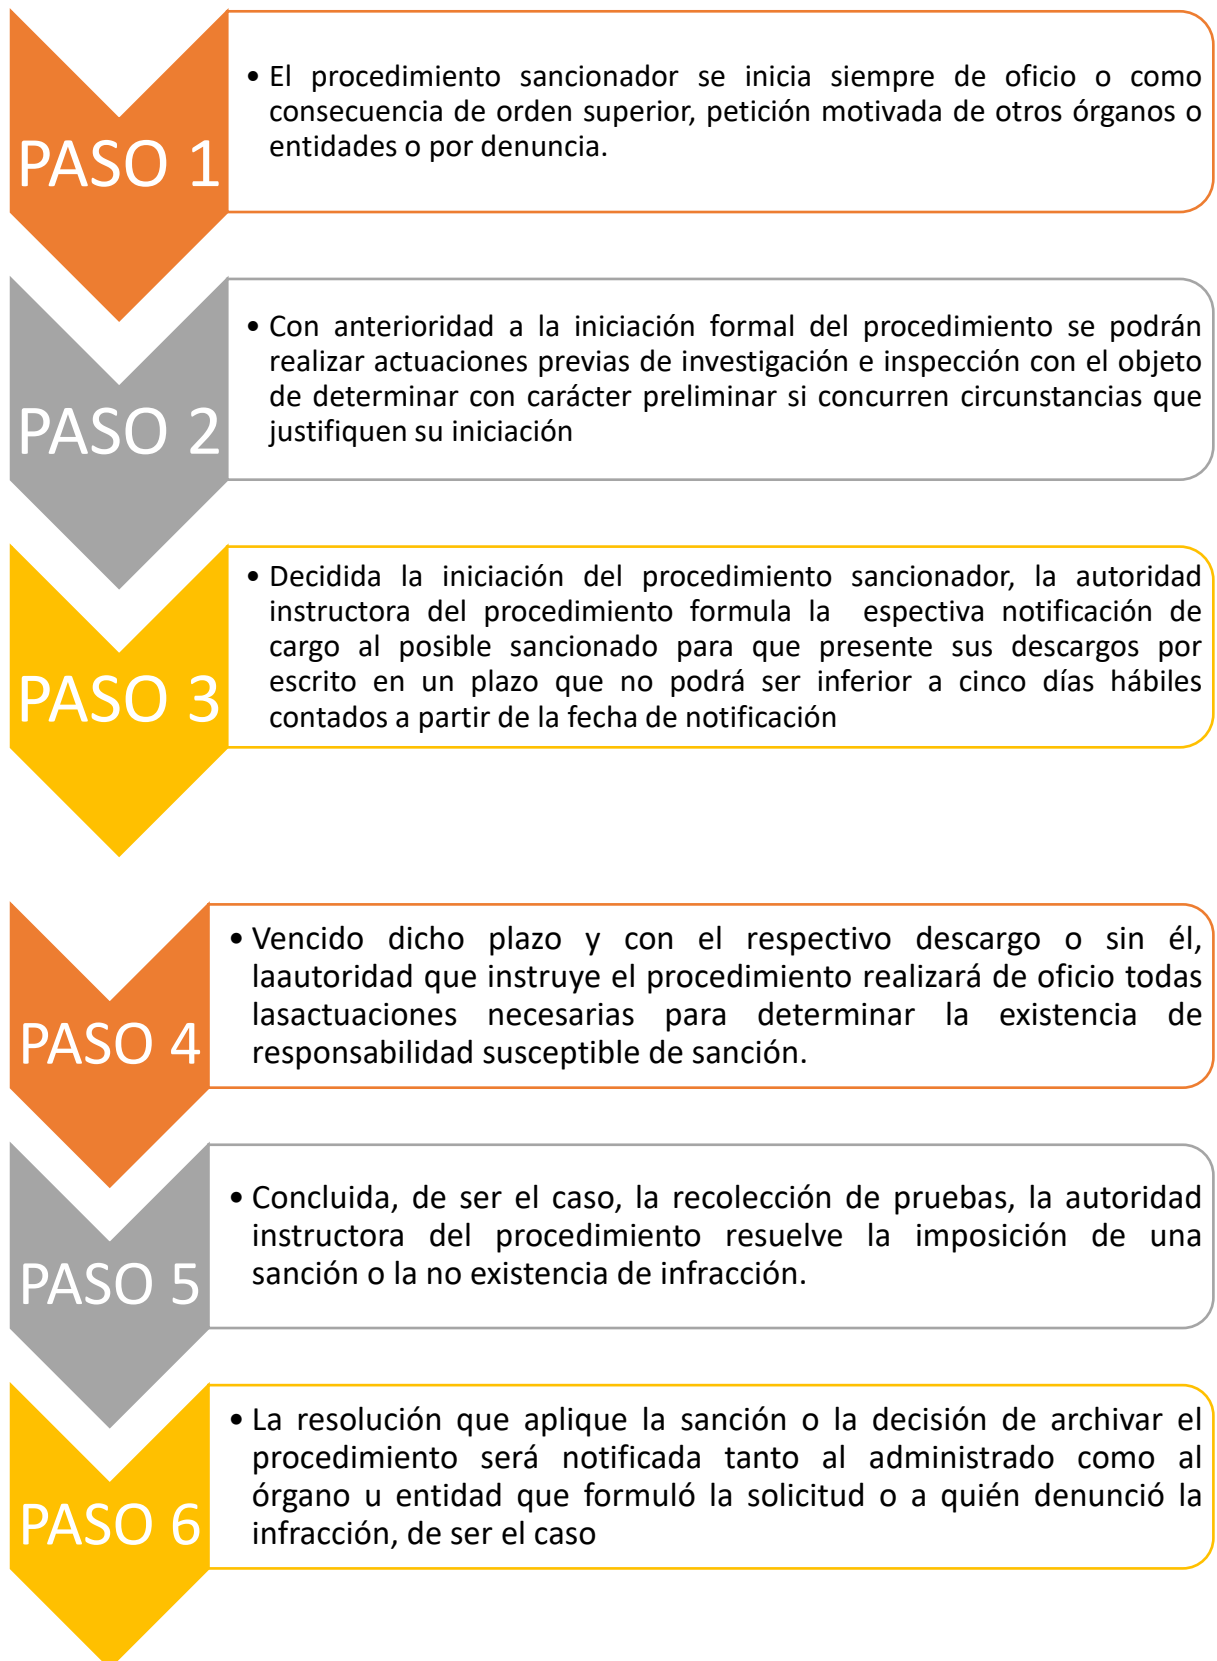 PASO 1
• El procedimiento sancionador se inicia siempre de oficio o como
consecuencia de orden superior, petición motivada de otros órganos o
entidades o por denuncia.
PASO 2
• Con anterioridad a la iniciación formal del procedimiento se podrán
realizar actuaciones previas de investigación e inspección con el objeto
de determinar con carácter preliminar si concurren circunstancias que
justifiquen su iniciación
PASO 3
• Decidida la iniciación del procedimiento sancionador, la autoridad
instructora del procedimiento formula la espectiva notificación de
cargo al posible sancionado para que presente sus descargos por
escrito en un plazo que no podrá ser inferior a cinco días hábiles
contados a partir de la fecha de notificación
PASO 4
• Vencido dicho plazo y con el respectivo descargo o sin él,
laautoridad que instruye el procedimiento realizará de oficio todas
lasactuaciones necesarias para determinar la existencia de
responsabilidad susceptible de sanción.
PASO 5
• Concluida, de ser el caso, la recolección de pruebas, la autoridad
instructora del procedimiento resuelve la imposición de una
sanción o la no existencia de infracción.
PASO 6
• La resolución que aplique la sanción o la decisión de archivar el
procedimiento será notificada tanto al administrado como al
órgano u entidad que formuló la solicitud o a quién denunció la
infracción, de ser el caso